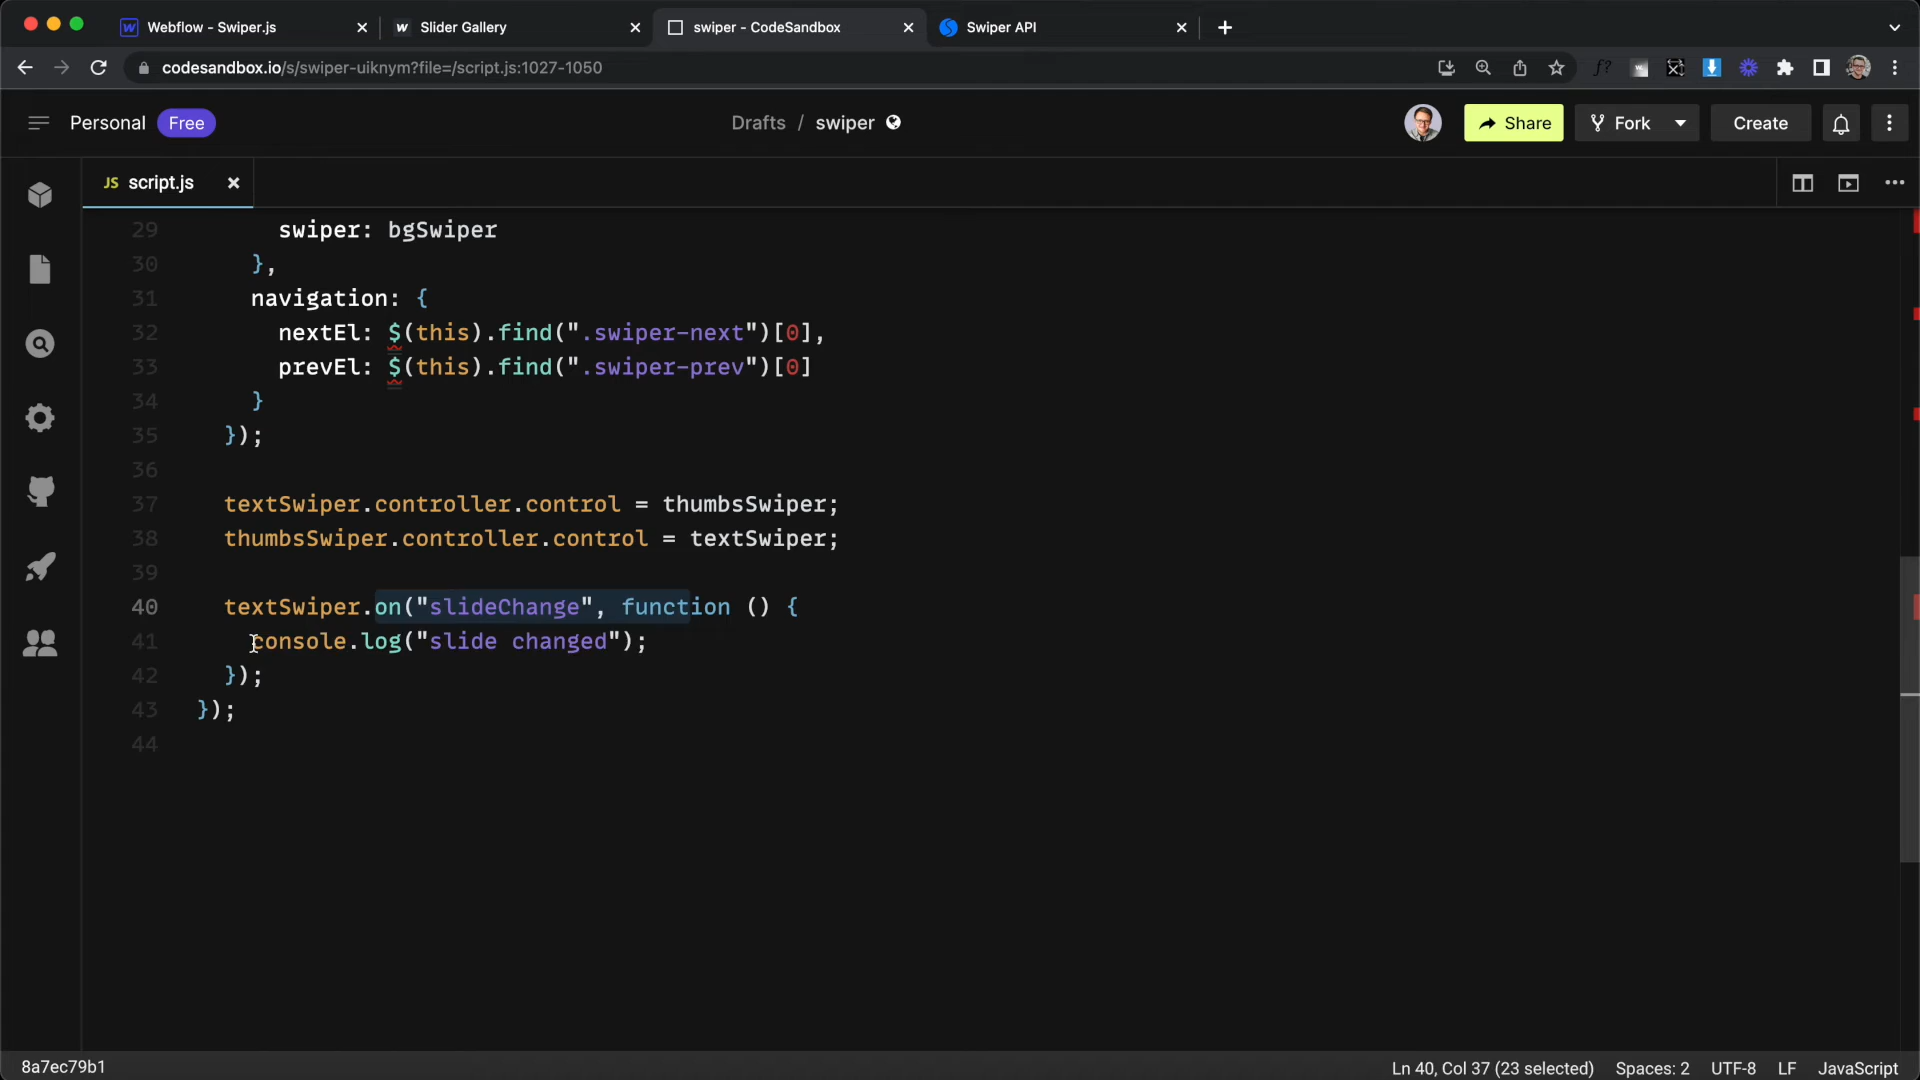 Webflow - Swiper.js
Slider Gallery
swiper - CodeSandbox
Swiper API
codesandbox.io/s/swiper-uiknym?file=/script.js:1027-1050
Personal Free
Drafts / swiper
Share
Fork
Create
JS script.js
29 swiper: bgSwiper
30 },
31 navigation: {
32 nextEl: $(this).find(".swiper-next")[0],
33 prevEl: $(this).find(".swiper-prev")[0]
34 }
35 });
36
37 textSwiper.controller.control = thumbsSwiper;
38 thumbsSwiper.controller.control = textSwiper;
39
40 textSwiper.on("slideChange", function () {
41 console.log("slide changed");
42 });
43 });
44
8a7ec79b1
Ln 40, Col 37 (23 selected) Spaces: 2 UTF-8 LF JavaScript